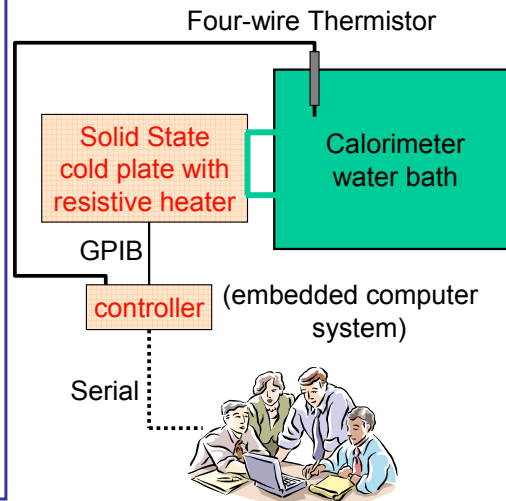 Four-wire Thermistor
Solid State
cold plate with
resistive heater
Calorimeter
water bath
GPIB
controller
(embedded computer
system)
Serial